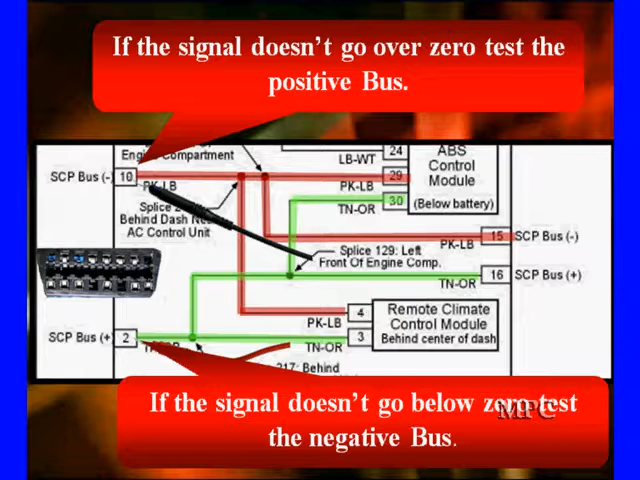 If the signal doesn't go over zero test the
positive Bus.
Engine Compartment
SCP Bus (-)
10
PK-LB
Splice
Behind Dash Near
AC Control Unit
LB-WT
24
PK-LB
29
TN-OR
30
ABS
Control
Module
(Below battery)
PK-LB
15
SCP Bus (-)
Splice 129: Left
Front Of Engine Comp.
TN-OR
16
SCP Bus (+)
PK-LB
4
TN-OR
3
Remote Climate
Control Module
Behind center of dash
SCP Bus (+
2
217: Behind
If the signal doesn't go below zero test
the negative Bus.
MPC